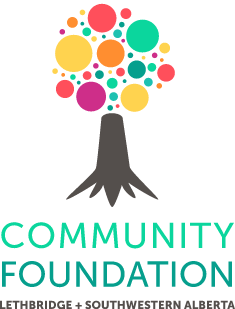 COMMUNITY
FOUNDATION
LETHBRIDGE + SOUTHWESTERN ALBERTA